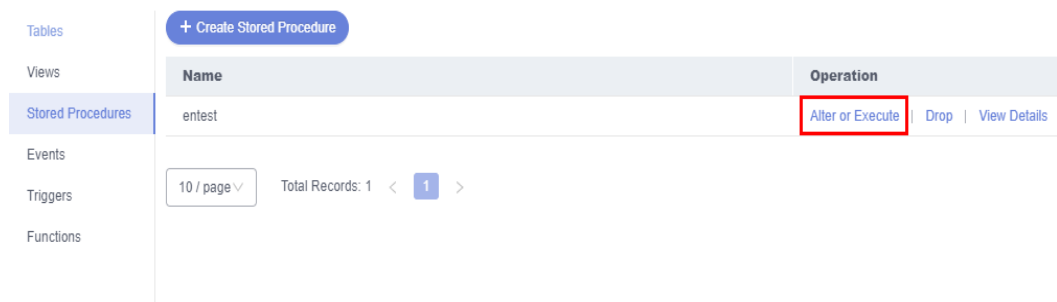 Tables
Views
Stored Procedures
Events
Triggers
Functions
+ Create Stored Procedure
Name Operation
entest Alter or Execute | Drop | View Details
10 / page Total Records: 1 < 1 >